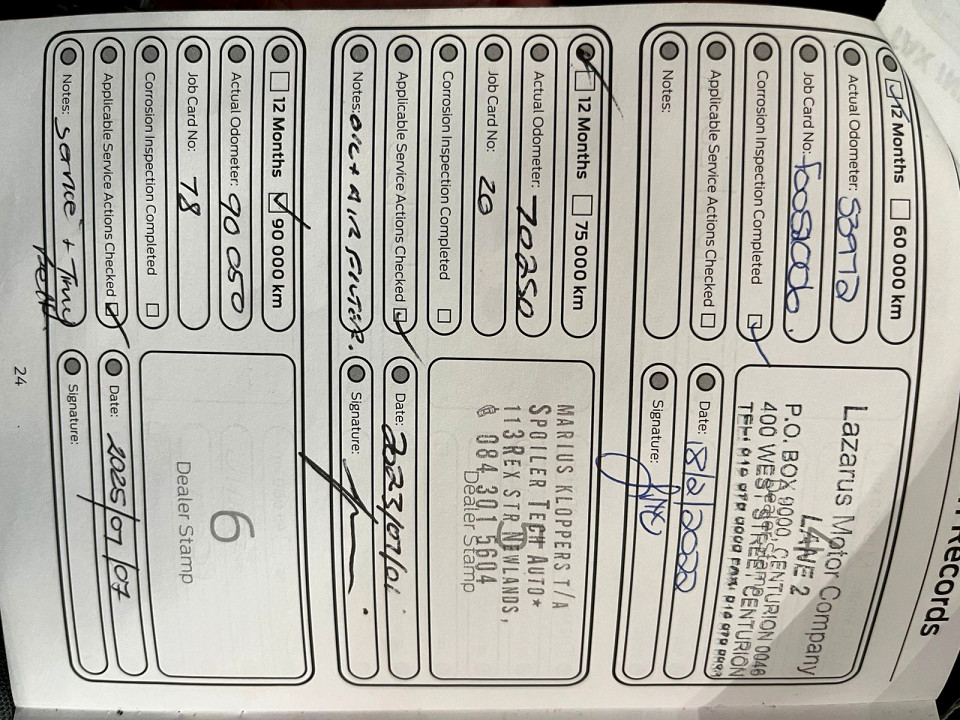 Records
12 Months 60 000 km
Actual Odometer: 53972
Job Card No:
Corrosion Inspection Completed
Applicable Service Actions Checked
Notes:
Lazarus Motor Company
LANE 2
P.O. BOX 9000, CENTURION 0046
400 WEST STREET CENTURION
Date: 18/2/2022
Signature:
12 Months 75 000 km
Actual Odometer: 70250
Job Card No: 20
Corrosion Inspection Completed
Applicable Service Actions Checked
Notes: OIL + AIR FILTER.
MARIUS KLOPPERS T/A
SPOILER TECH AUTO*
113 REX STR NEWLANDS,
084 301 5604
Dealer Stamp
Date: 2023/07/01
Signature:
12 Months 90 000 km
Actual Odometer: 90 050
Job Card No: 78
Corrosion Inspection Completed
Applicable Service Actions Checked
Notes: Service + Timing
Belt.
6
Dealer Stamp
Date: 2025/07/07
Signature:
24